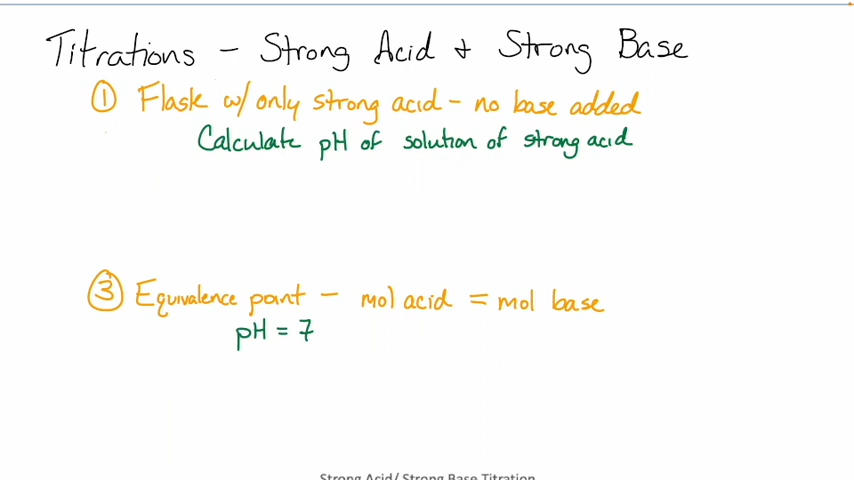 Titrations - Strong Acid + Strong Base
① Flask w/ only strong acid - no base added
Calculate pH of solution of strong acid
③ Equivalence point - mol acid = mol base
pH = 7
Strong Acid/ Strong Base Titration